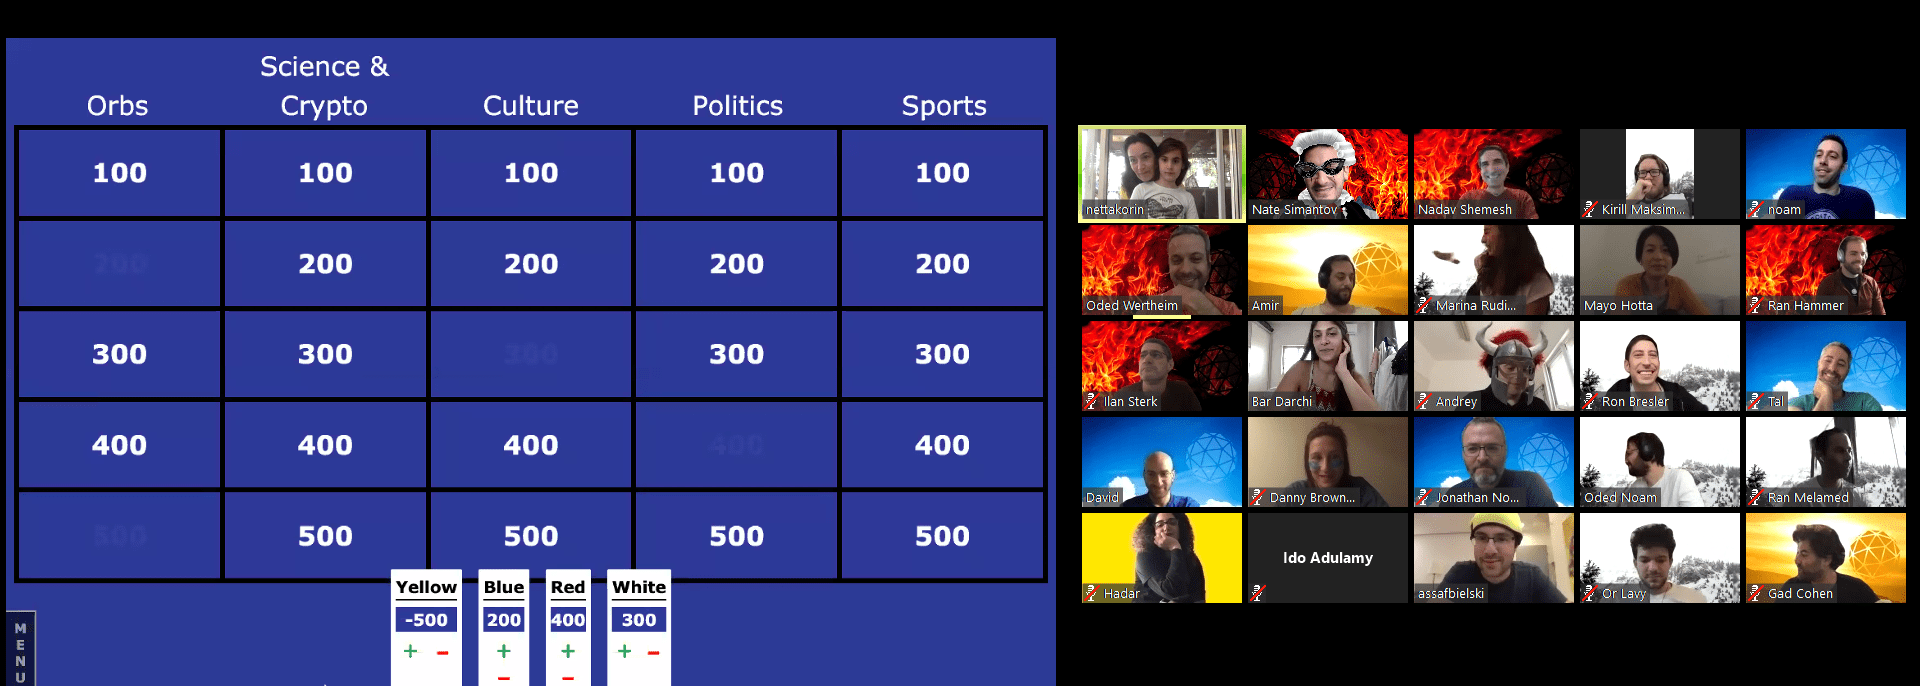 Science &
Orbs Crypto Culture Politics Sports
100 100 100 100 100
200 200 200 200 200
300 300 300 300 300
400 400 400 400 400
500 500 500 500 500
Yellow Blue Red White
-500 200 400 300
+ - + + + -
- -
MENU
nettakorin Nate Simantov Nadav Shemesh Kirill Maksim... noam
Oded Wertheim Amir Marina Rudi... Mayo Hotta Ran Hammer
Ilan Sterk Bar Darchi Andrey Ron Bresler Tal
David Danny Brown... Jonathan No... Oded Noam Ran Melamed
Hadar Ido Adulamy assafbielski Or Lavy Gad Cohen